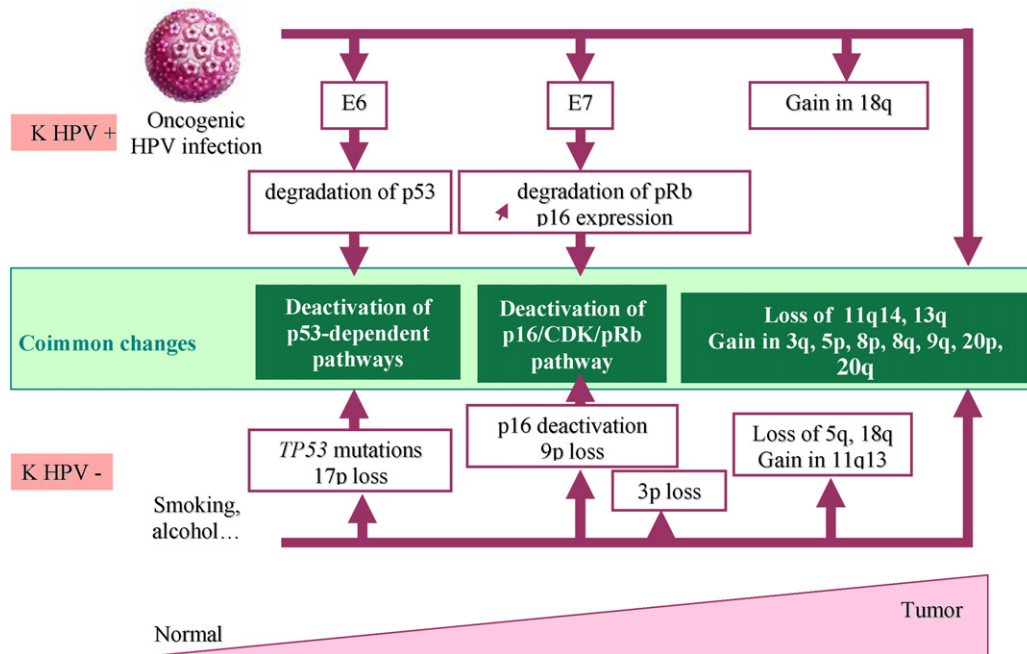 E6
E7
Gain in 18q
K HPV +
Oncogenic
HPV infection
degradation of p53
degradation of pRb
p16 expression
Coimmon changes
Deactivation of
p53-dependent
pathways
Deactivation of
p16/CDK/pRb
pathway
Loss of 11q14, 13q
Gain in 3q, 5p, 8p, 8q, 9q, 20p,
20q
K HPV -
TP53 mutations
17p loss
p16 deactivation
9p loss
3p loss
Loss of 5q, 18q
Gain in 11q13
Smoking,
alcohol...
Normal
Tumor